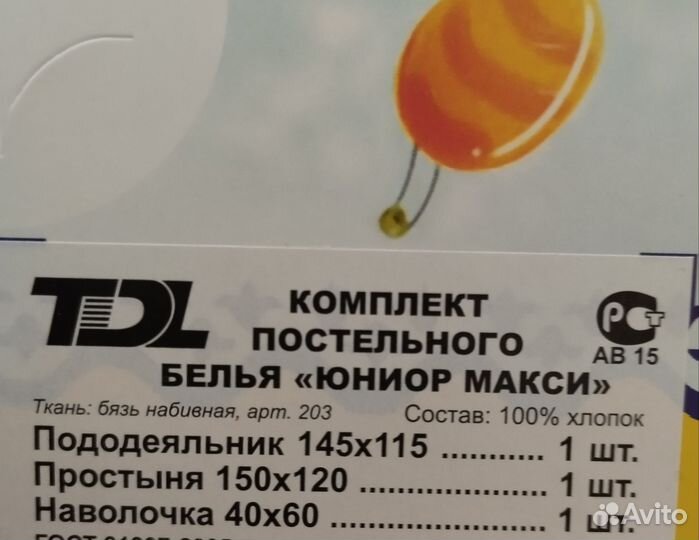 TDL
КОМПЛЕКТ
ПОСТЕЛЬНОГО
БЕЛЬЯ «ЮНИОР МАКСИ»
РСТ
АВ 15
Ткань: бязь набивная, арт. 203 Состав: 100% хлопок
Пододеяльник 145х115 ........... 1 шт.
Простыня 150х120 .................... 1 шт.
Наволочка 40х60 ...................... 1 шт.
Avito